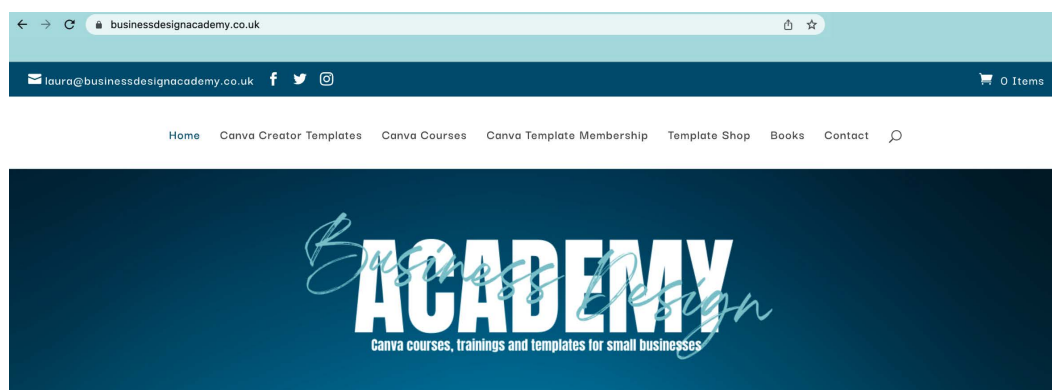 businessdesignacademy.co.uk
laura@businessdesignacademy.co.uk 0 Items
Home Canva Creator Templates Canva Courses Canva Template Membership Template Shop Books Contact
Business Design
ACADEMY
Canva courses, trainings and templates for small businesses